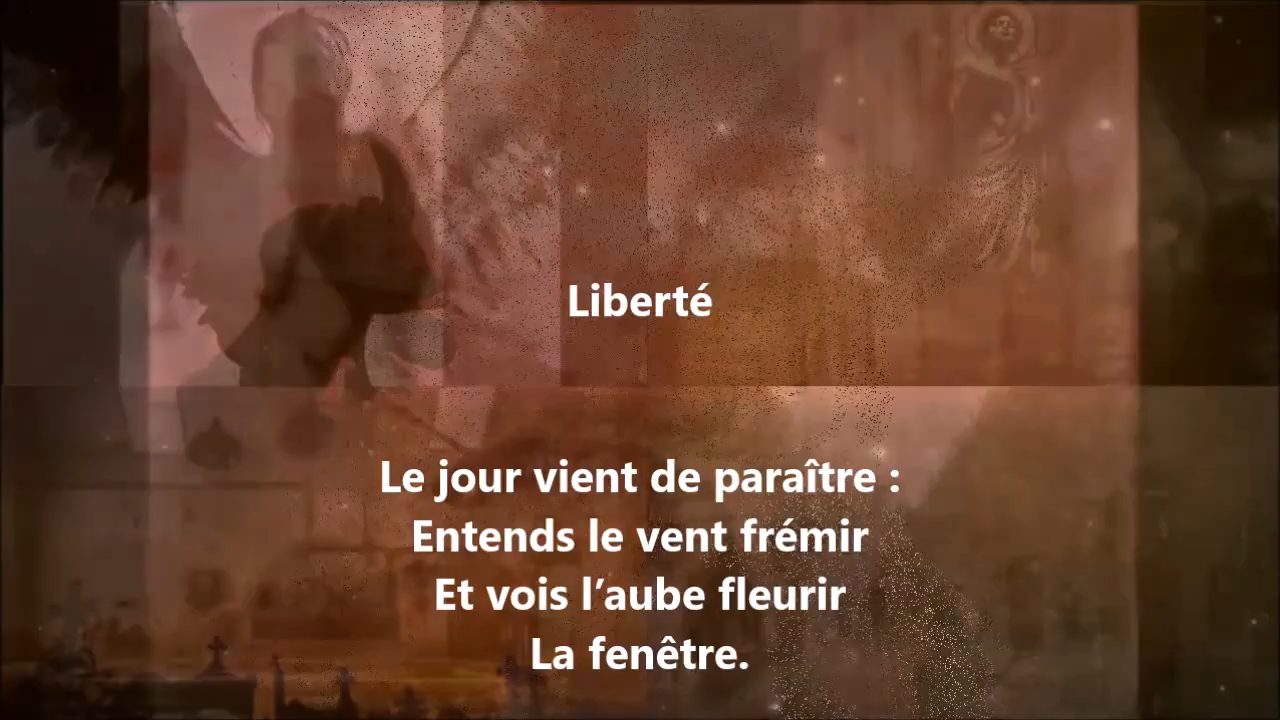 Liberté
Le jour vient de paraître :
Entends le vent frémir
Et vois l’aube fleurir
La fenêtre.